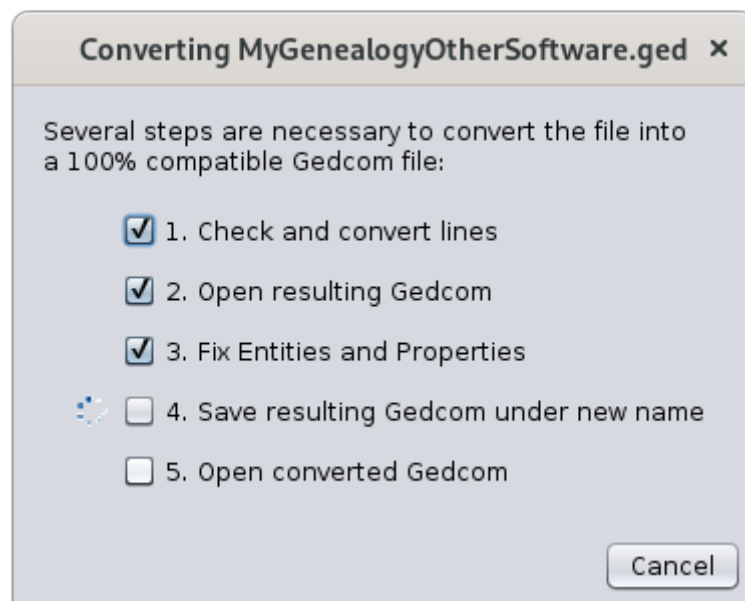 Converting MyGenealogyOtherSoftware.ged ×
Several steps are necessary to convert the file into
a 100% compatible Gedcom file:
1. Check and convert lines
2. Open resulting Gedcom
3. Fix Entities and Properties
4. Save resulting Gedcom under new name
5. Open converted Gedcom
Cancel